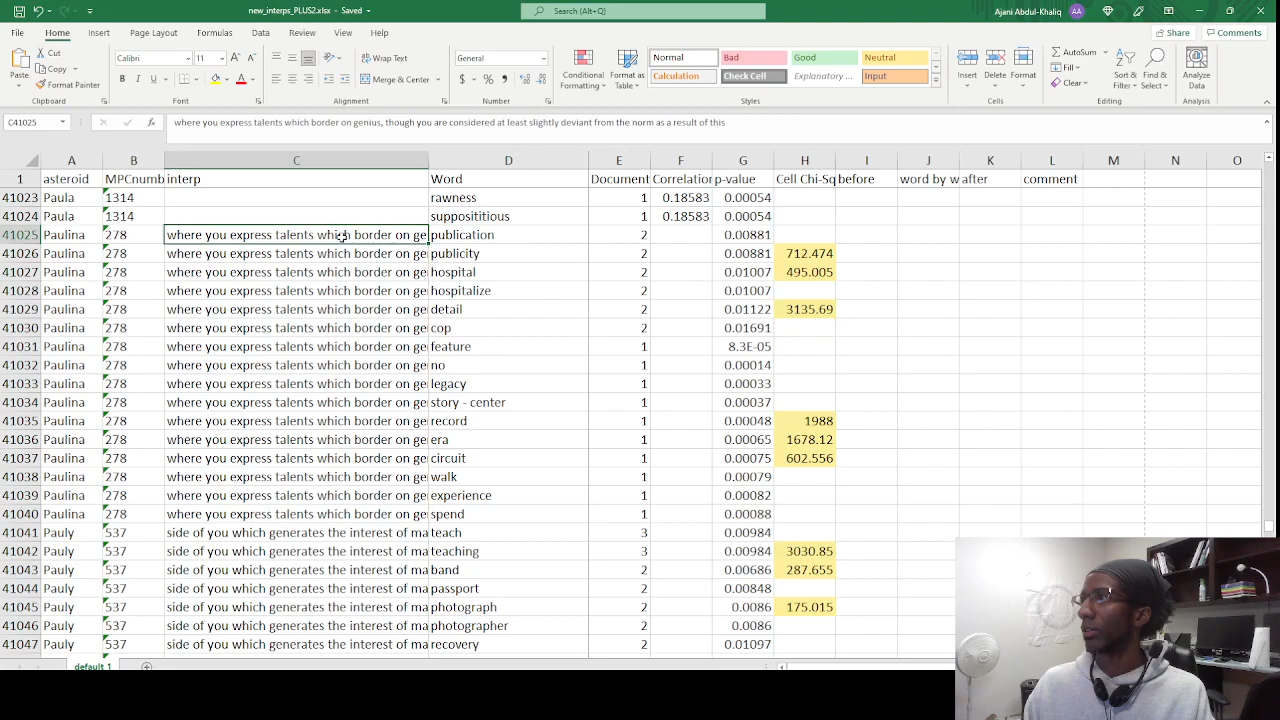 new_interps_PLUS2.xlsx - Saved
Search (Alt+Q)
Ajani Abdul-Khaliq AA
File Home Insert Page Layout Formulas Data Review View Help Share Comments
Paste Cut Copy Format Painter Clipboard
Calibri 11 B I U Font
Wrap Text Merge & Center Alignment
General $ % Number
Conditional Formatting Format as Table
Normal Bad Good Neutral
Calculation Check Cell Explanatory ... Input
Styles
Insert Delete Format Cells
AutoSum Fill Clear Sort & Filter Find & Select Editing
Analyze Data Analysis
C41025 fx where you express talents which border on genius, though you are considered at least slightly deviant from the norm as a result of this
A B C D E F G H I J K L M N O
1 asteroid MPCnumb interp Word Document Correlation p-value Cell Chi-Sq before word by w after comment
41023 Paula 1314 rawness 1 0.18583 0.00054
41024 Paula 1314 supposititious 1 0.18583 0.00054
41025 Paulina 278 where you express talents which border on ge publication 2 0.00881
41026 Paulina 278 where you express talents which border on ge publicity 2 0.00881 712.474
41027 Paulina 278 where you express talents which border on ge hospital 2 0.01007 495.005
41028 Paulina 278 where you express talents which border on ge hospitalize 2 0.01007
41029 Paulina 278 where you express talents which border on ge detail 2 0.01122 3135.69
41030 Paulina 278 where you express talents which border on ge cop 2 0.01691
41031 Paulina 278 where you express talents which border on ge feature 1 8.3E-05
41032 Paulina 278 where you express talents which border on ge no 1 0.00014
41033 Paulina 278 where you express talents which border on ge legacy 1 0.00033
41034 Paulina 278 where you express talents which border on ge story - center 1 0.00037
41035 Paulina 278 where you express talents which border on ge record 1 0.00048 1988
41036 Paulina 278 where you express talents which border on ge era 1 0.00065 1678.12
41037 Paulina 278 where you express talents which border on ge circuit 1 0.00075 602.556
41038 Paulina 278 where you express talents which border on ge walk 1 0.00079
41039 Paulina 278 where you express talents which border on ge experience 1 0.00082
41040 Paulina 278 where you express talents which border on ge spend 1 0.00088
41041 Pauly 537 side of you which generates the interest of ma teach 3 0.00984
41042 Pauly 537 side of you which generates the interest of ma teaching 3 0.00984 3030.85
41043 Pauly 537 side of you which generates the interest of ma band 2 0.00686 287.655
41044 Pauly 537 side of you which generates the interest of ma passport 2 0.00848
41045 Pauly 537 side of you which generates the interest of ma photograph 2 0.0086 175.015
41046 Pauly 537 side of you which generates the interest of ma photographer 2 0.0086
41047 Pauly 537 side of you which generates the interest of ma recovery 2 0.01097
default_1